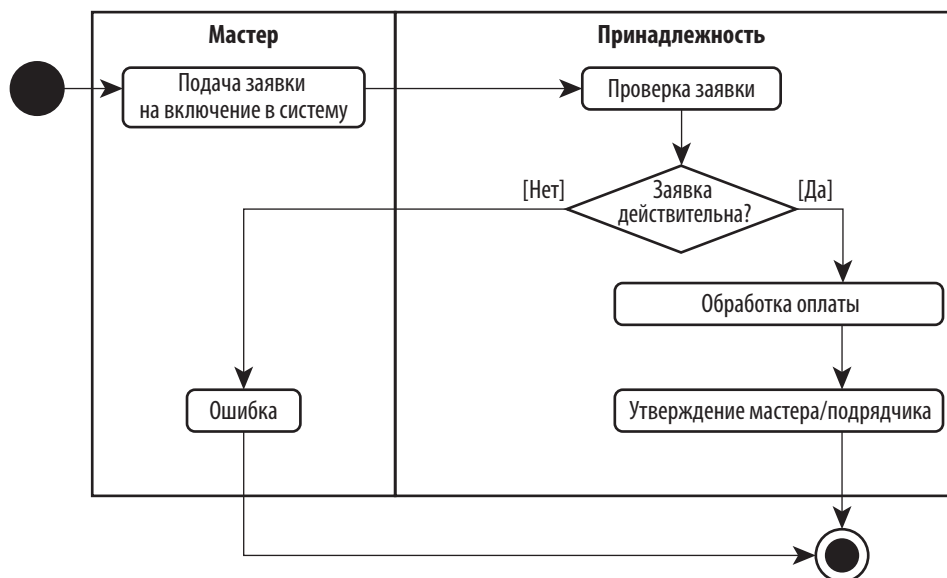 Мастер
Принадлежность
Подача заявки
на включение в систему
Проверка заявки
[Нет]
Заявка
действительна?
[Да]
Обработка оплаты
Ошибка
Утверждение мастера/подрядчика